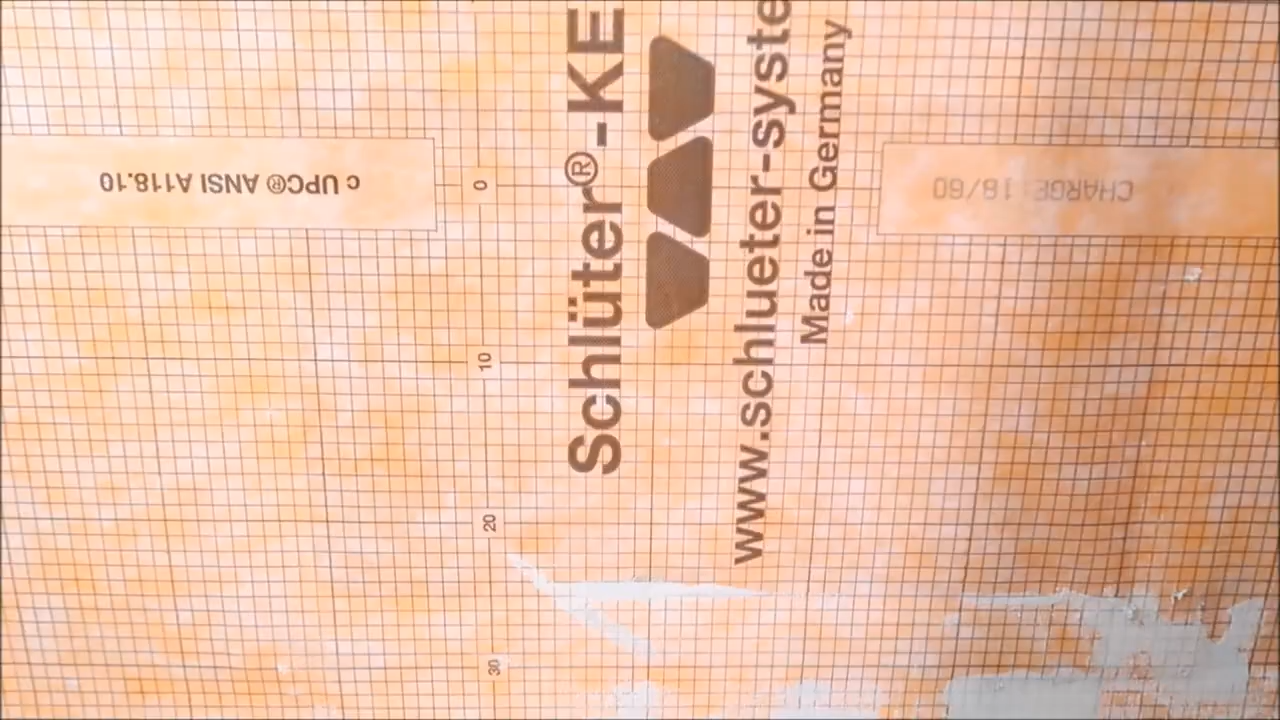 Schlüter®-KE
www.schlueter-syste
Made in Germany
c UPC® ANSI A118.10
CHARGE: 18/60
0
10
20
30